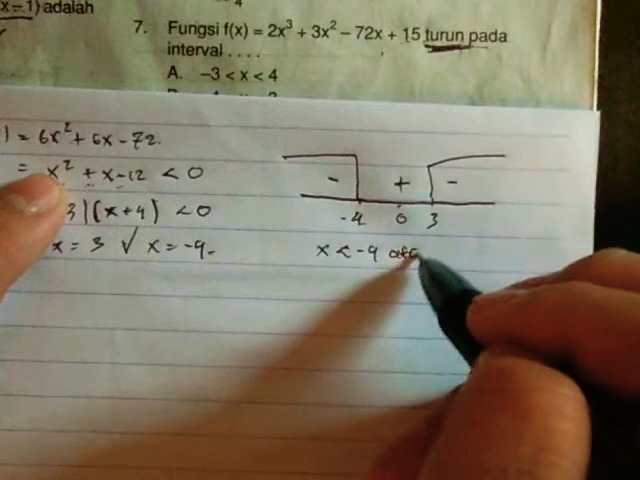 x = 1) adalah
7. Fungsi f(x) = 2x³ + 3x² – 72x + 15 turun pada
interval . . . .
A. –3 < x < 4
) = 6x² + 6x – 72.
= x² + x – 12 < 0
3)(x+4) < 0
x = 3 √ x = –4.
- + -
-4 0 3
x < -4 ata